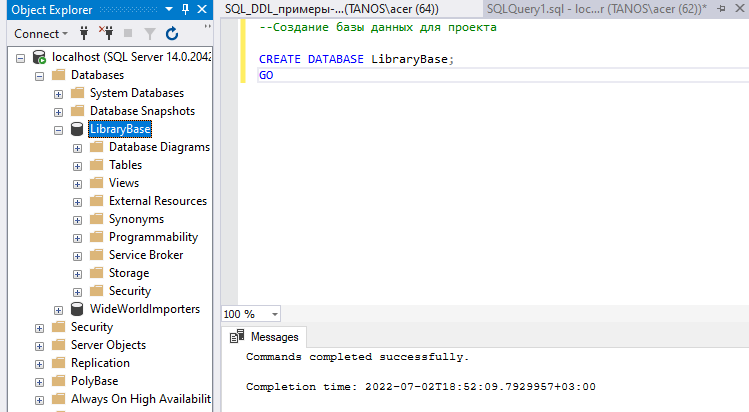 Object Explorer
Connect
localhost (SQL Server 14.0.2042
Databases
System Databases
Database Snapshots
LibraryBase
Database Diagrams
Tables
Views
External Resources
Synonyms
Programmability
Service Broker
Storage
Security
WideWorldImporters
Security
Server Objects
Replication
PolyBase
Always On High Availabilit
SQL_DDL_примеры-...(TANOS\acer (64))
SQLQuery1.sql - loc...r (TANOS\acer (62))*
--Создание базы данных для проекта
CREATE DATABASE LibraryBase;
GO
100 %
Messages
Commands completed successfully.
Completion time: 2022-07-02T18:52:09.7929957+03:00